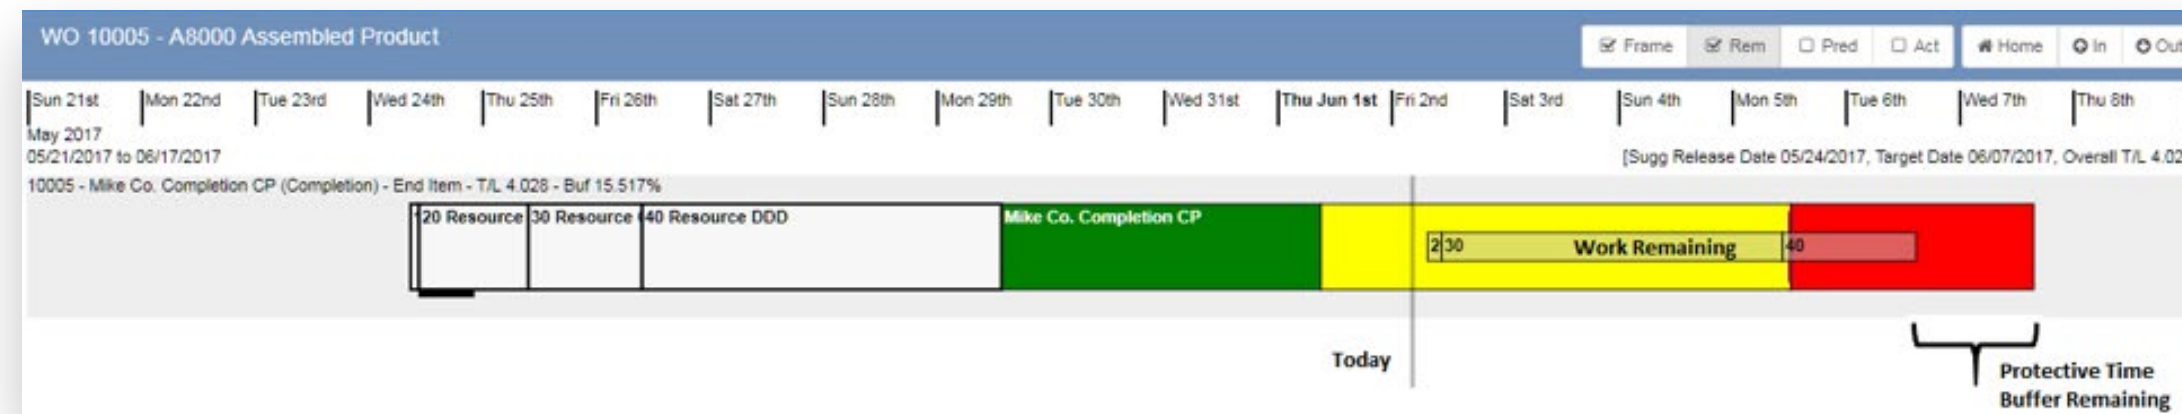 WO 10005 - A8000 Assembled Product
Frame Rem Pred Act Home In Out
Sun 21st Mon 22nd Tue 23rd Wed 24th Thu 25th Fri 26th Sat 27th Sun 28th Mon 29th Tue 30th Wed 31st Thu Jun 1st Fri 2nd Sat 3rd Sun 4th Mon 5th Tue 6th Wed 7th Thu 8th
May 2017
05/21/2017 to 06/17/2017
[Sugg Release Date 05/24/2017, Target Date 06/07/2017, Overall T/L 4.02
10005 - Mike Co. Completion CP (Completion) - End Item - T/L 4.028 - Buf 15.517%
20 Resource 30 Resource 40 Resource DDD Mike Co. Completion CP
2 30 Work Remaining 40
Today
Protective Time
Buffer Remaining